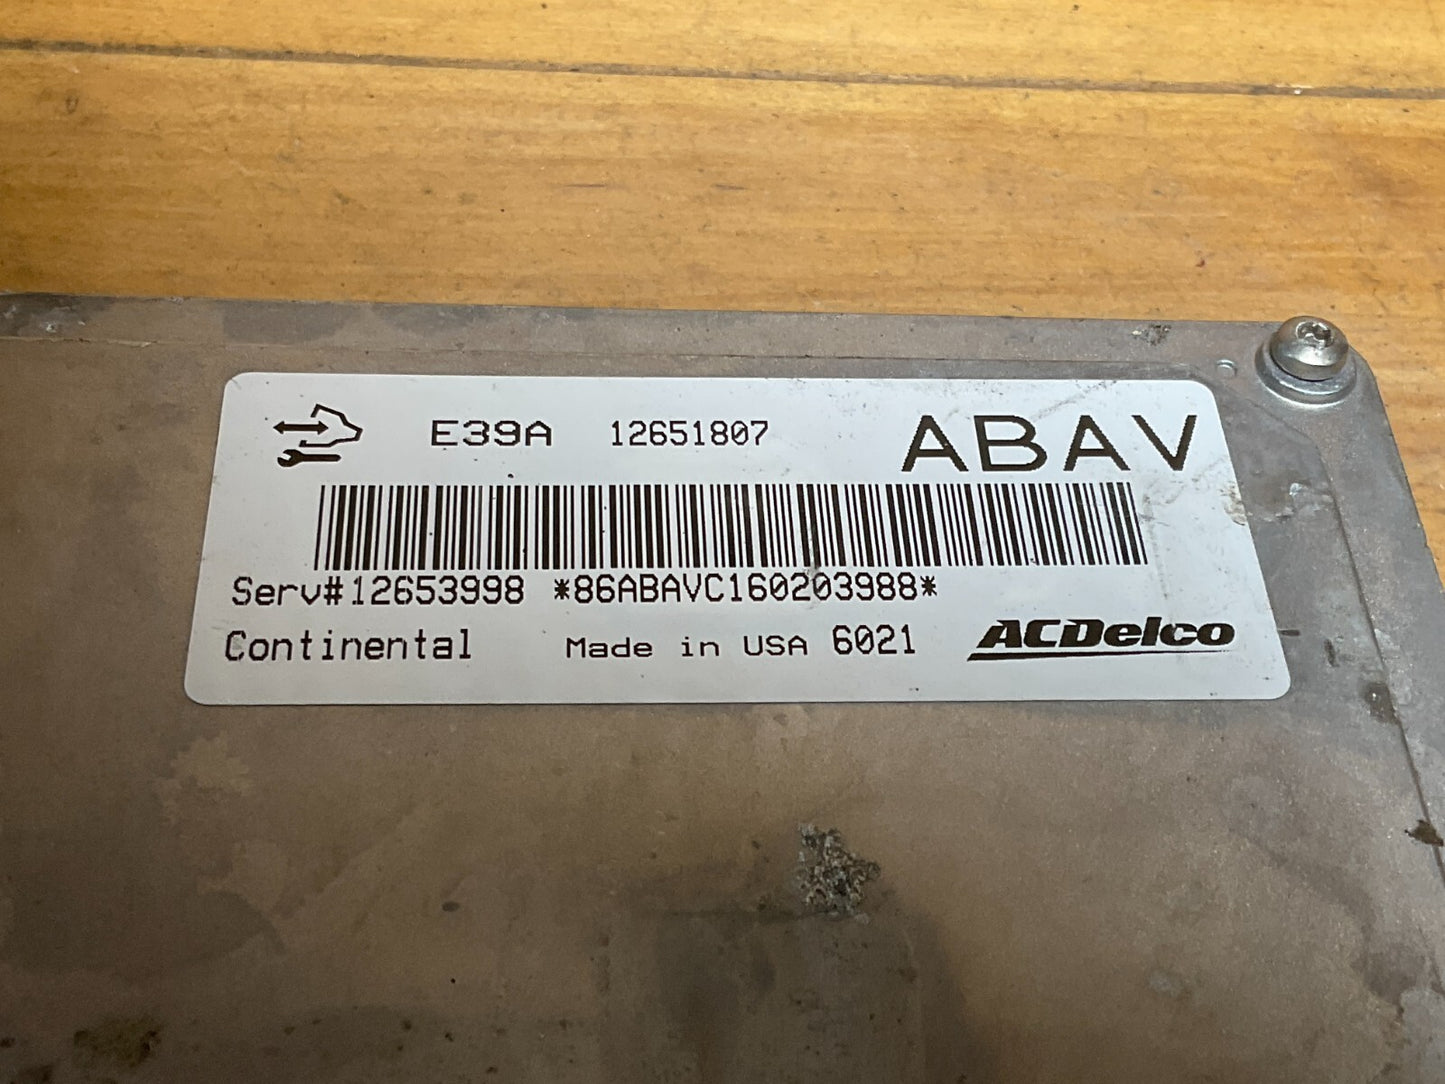 E39A 12651807 ABAV
Serv#12653998 *86ABAVC160203988*
Continental Made in USA 6021 ACDelco